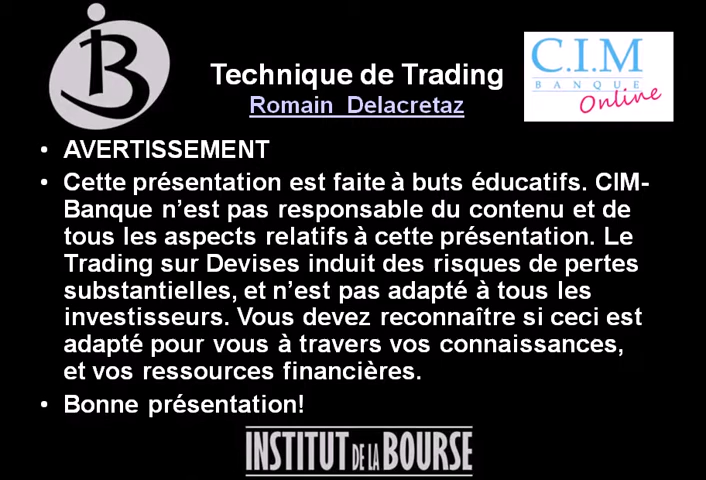 Technique de Trading
Romain Delacretaz
C.I.M
BANQUE
Online
• AVERTISSEMENT
• Cette présentation est faite à buts éducatifs. CIM-
Banque n’est pas responsable du contenu et de
tous les aspects relatifs à cette présentation. Le
Trading sur Devises induit des risques de pertes
substantielles, et n’est pas adapté à tous les
investisseurs. Vous devez reconnaître si ceci est
adapté pour vous à travers vos connaissances,
et vos ressources financières.
• Bonne présentation!
INSTITUT DE LA BOURSE